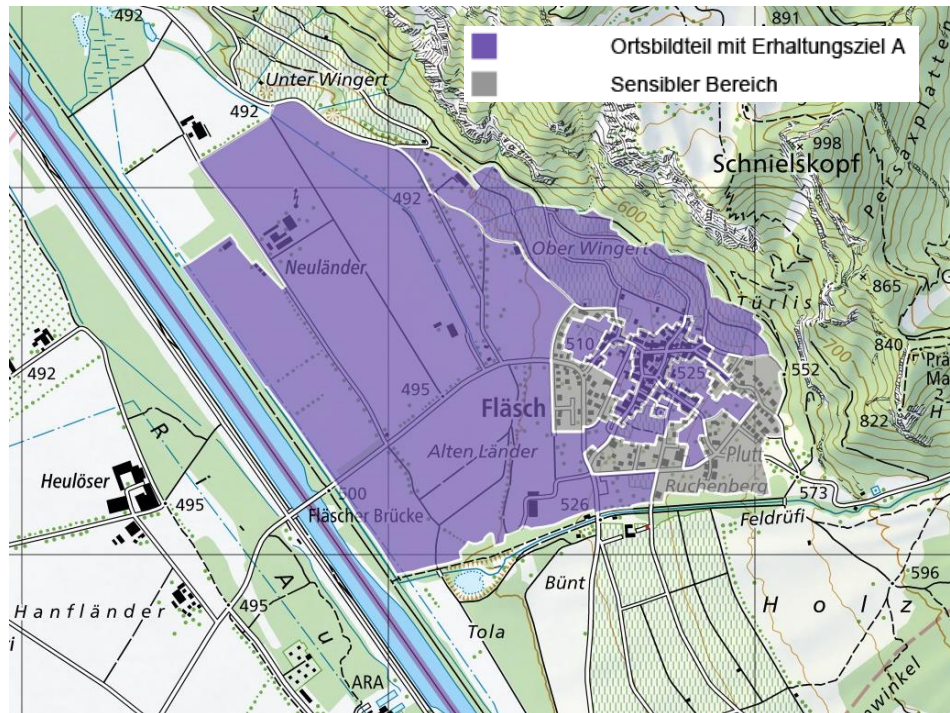 492
891
Ortsbildteil mit Erhaltungsziel A
Sensibler Bereich
Unter Wingert
492
998
Schnielskopf
Persaxplatten
492
600
Ober Wingert
Neuländer
865
Türlis
510
840
700
492
495
525
552
Fläsch
822
Alten Länder
Plutt
Heulöser
Ruchenberg
500
495
Fläscher Brücke
526
573
Feldrüfi
R i - A u
Bünt
596
Hanfländer
495
Holz
Tola
ARA